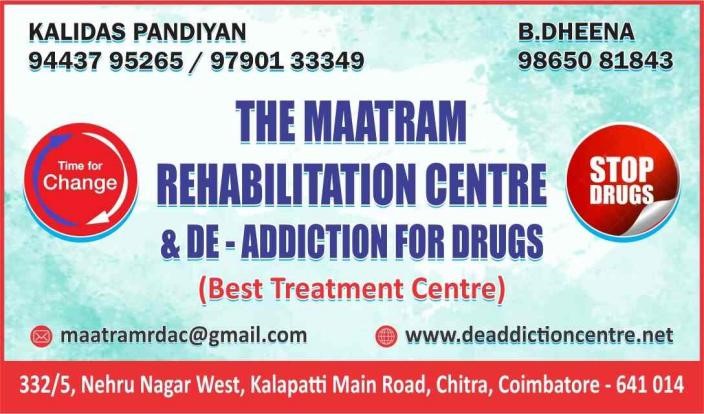 KALIDAS PANDIYAN
94437 95265 / 97901 33349
B.DHEENA
98650 81843
THE MAATRAM
REHABILITATION CENTRE
& DE - ADDICTION FOR DRUGS
(Best Treatment Centre)
Time for
Change
STOP
DRUGS
maatramrdac@gmail.com
www.deaddictioncentre.net
332/5, Nehru Nagar West, Kalapatti Main Road, Chitra, Coimbatore - 641 014